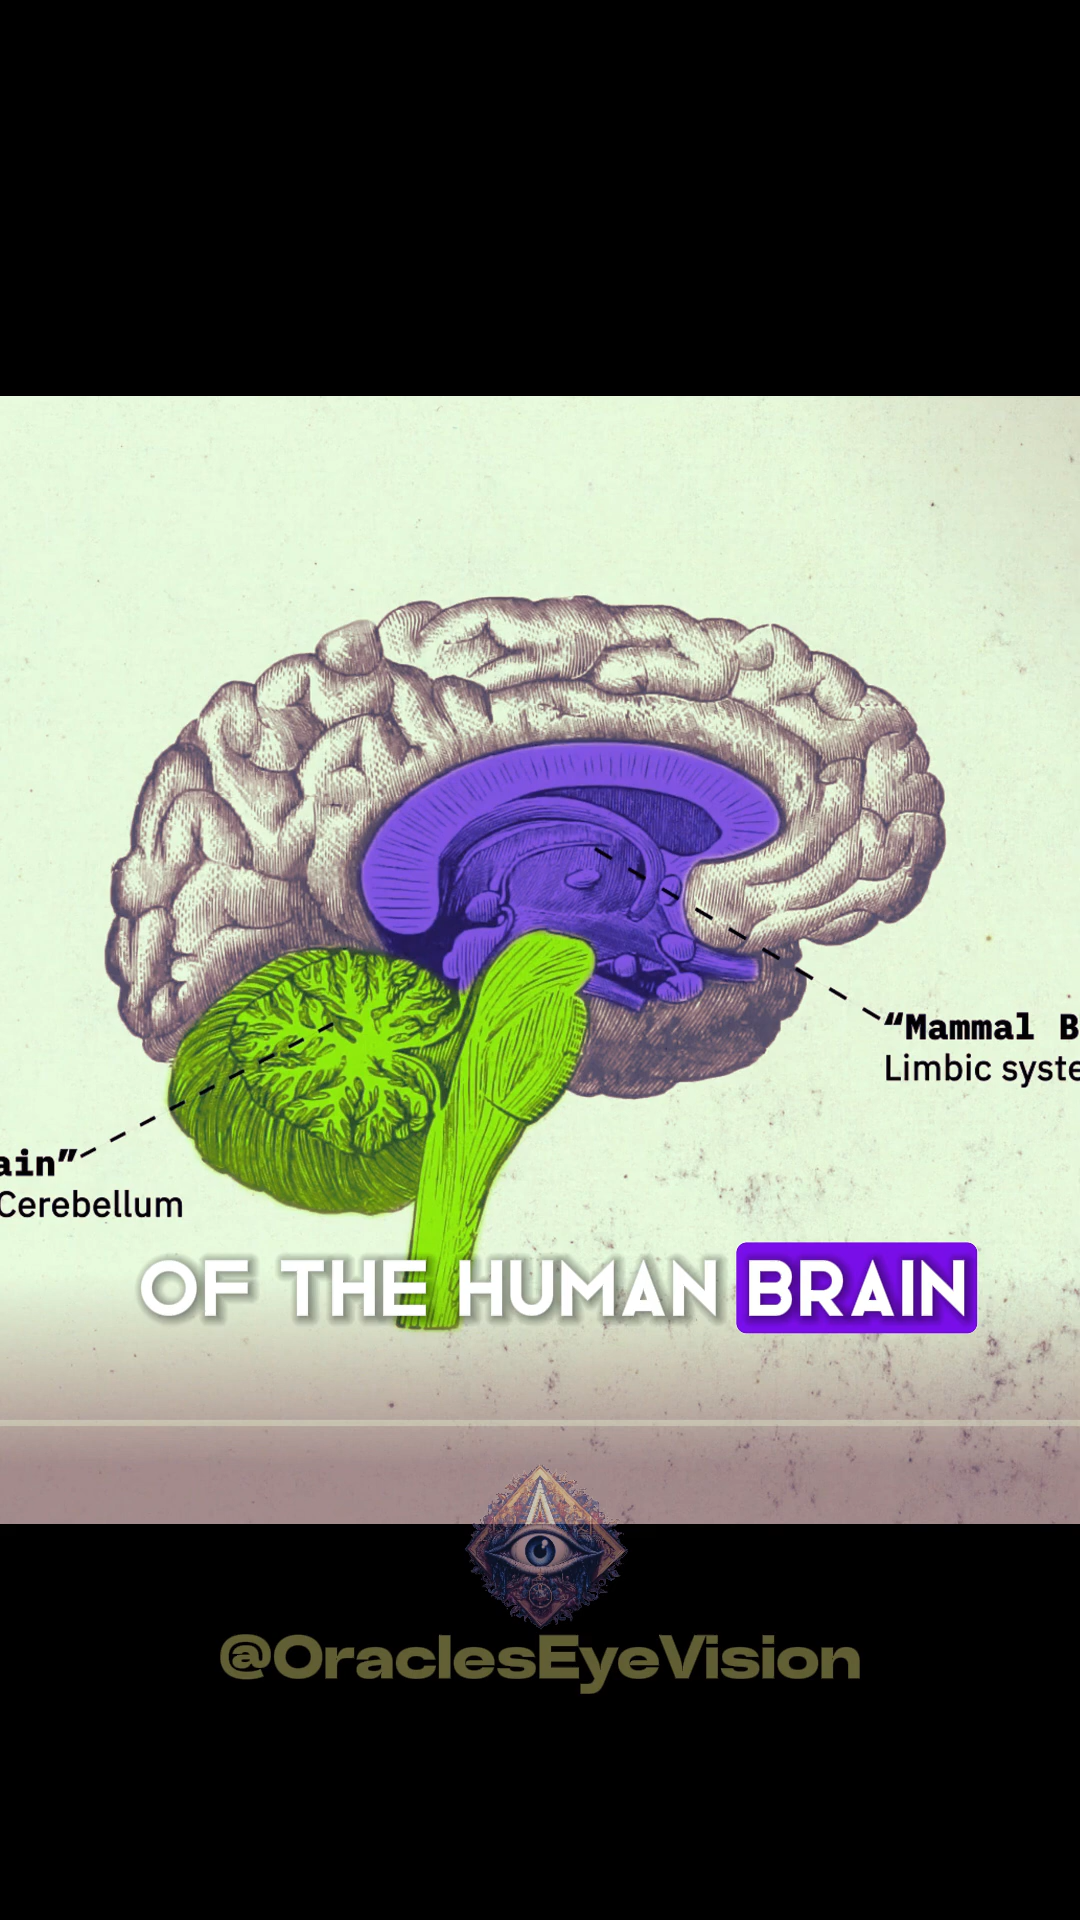 “Mammal B
Limbic syste
ain”
Cerebellum
OF THE HUMAN BRAIN
@OraclesEyeVision